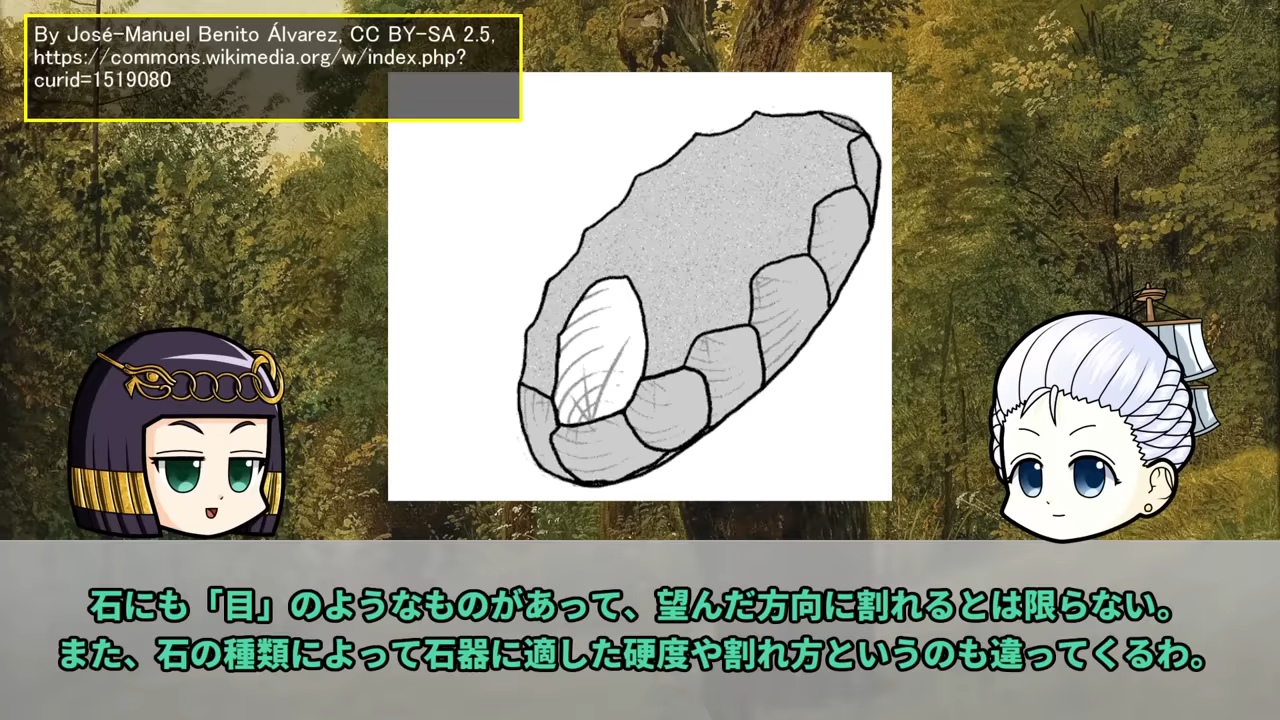 By José-Manuel Benito Álvarez, CC BY-SA 2.5,
https://commons.wikimedia.org/w/index.php?
curid=1519080
石にも「目」のようなものがあって、望んだ方向に割れるとは限らない。
また、石の種類によって石器に適した硬度や割れ方というのも違ってくるわ。